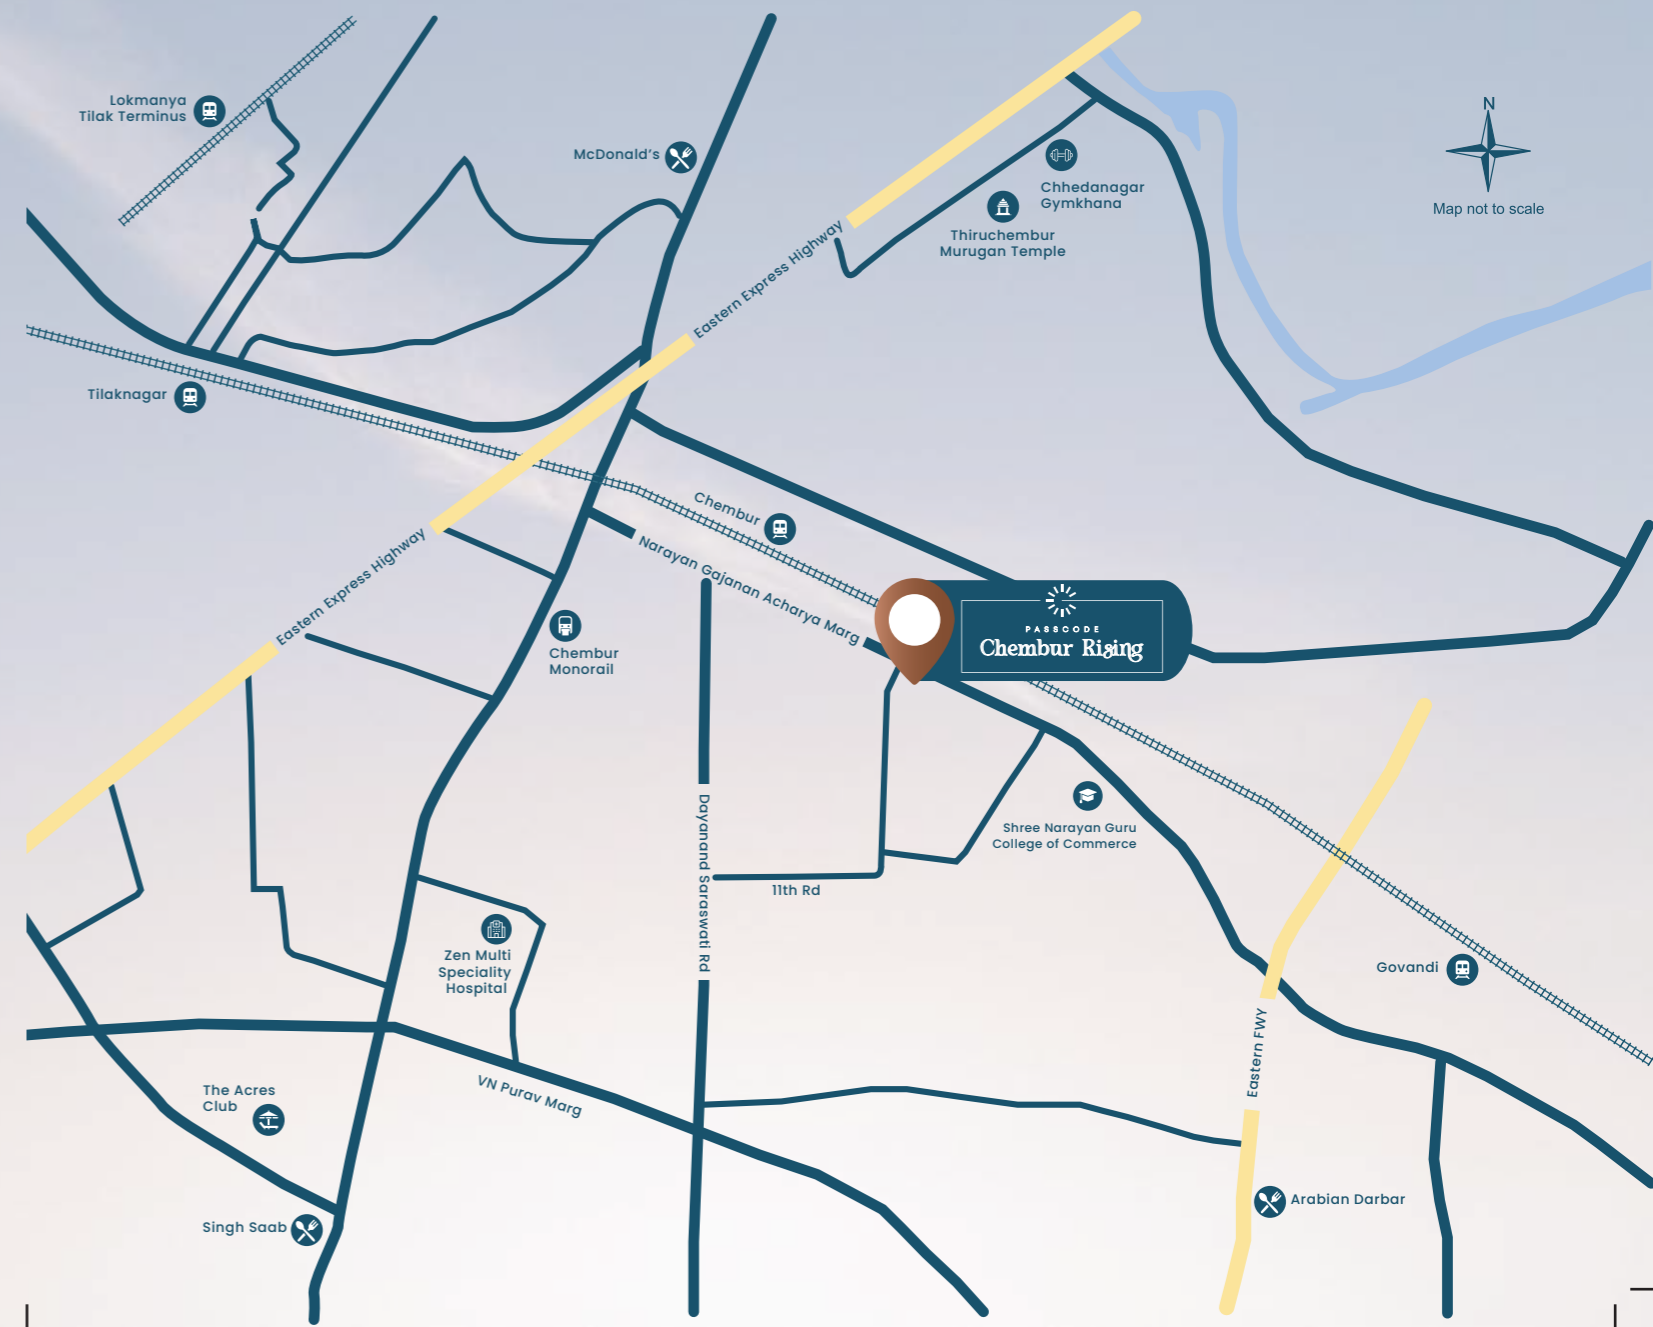 N
Map not to scale
Lokmanya
Tilak Terminus
McDonald's
Chhedanagar
Gymkhana
Thiruchembur
Murugan Temple
Eastern Express Highway
Tilaknagar
Chembur
Narayan Gajanan Acharya Marg
Eastern Express Highway
PASSCODE
Chembur Rising
Chembur
Monorail
Shree Narayan Guru
College of Commerce
Dayanand Saraswati Rd
11th Rd
Zen Multi
Speciality
Hospital
Govandi
Eastern FWY
VN Purav Marg
The Acres
Club
Arabian Darbar
Singh Saab